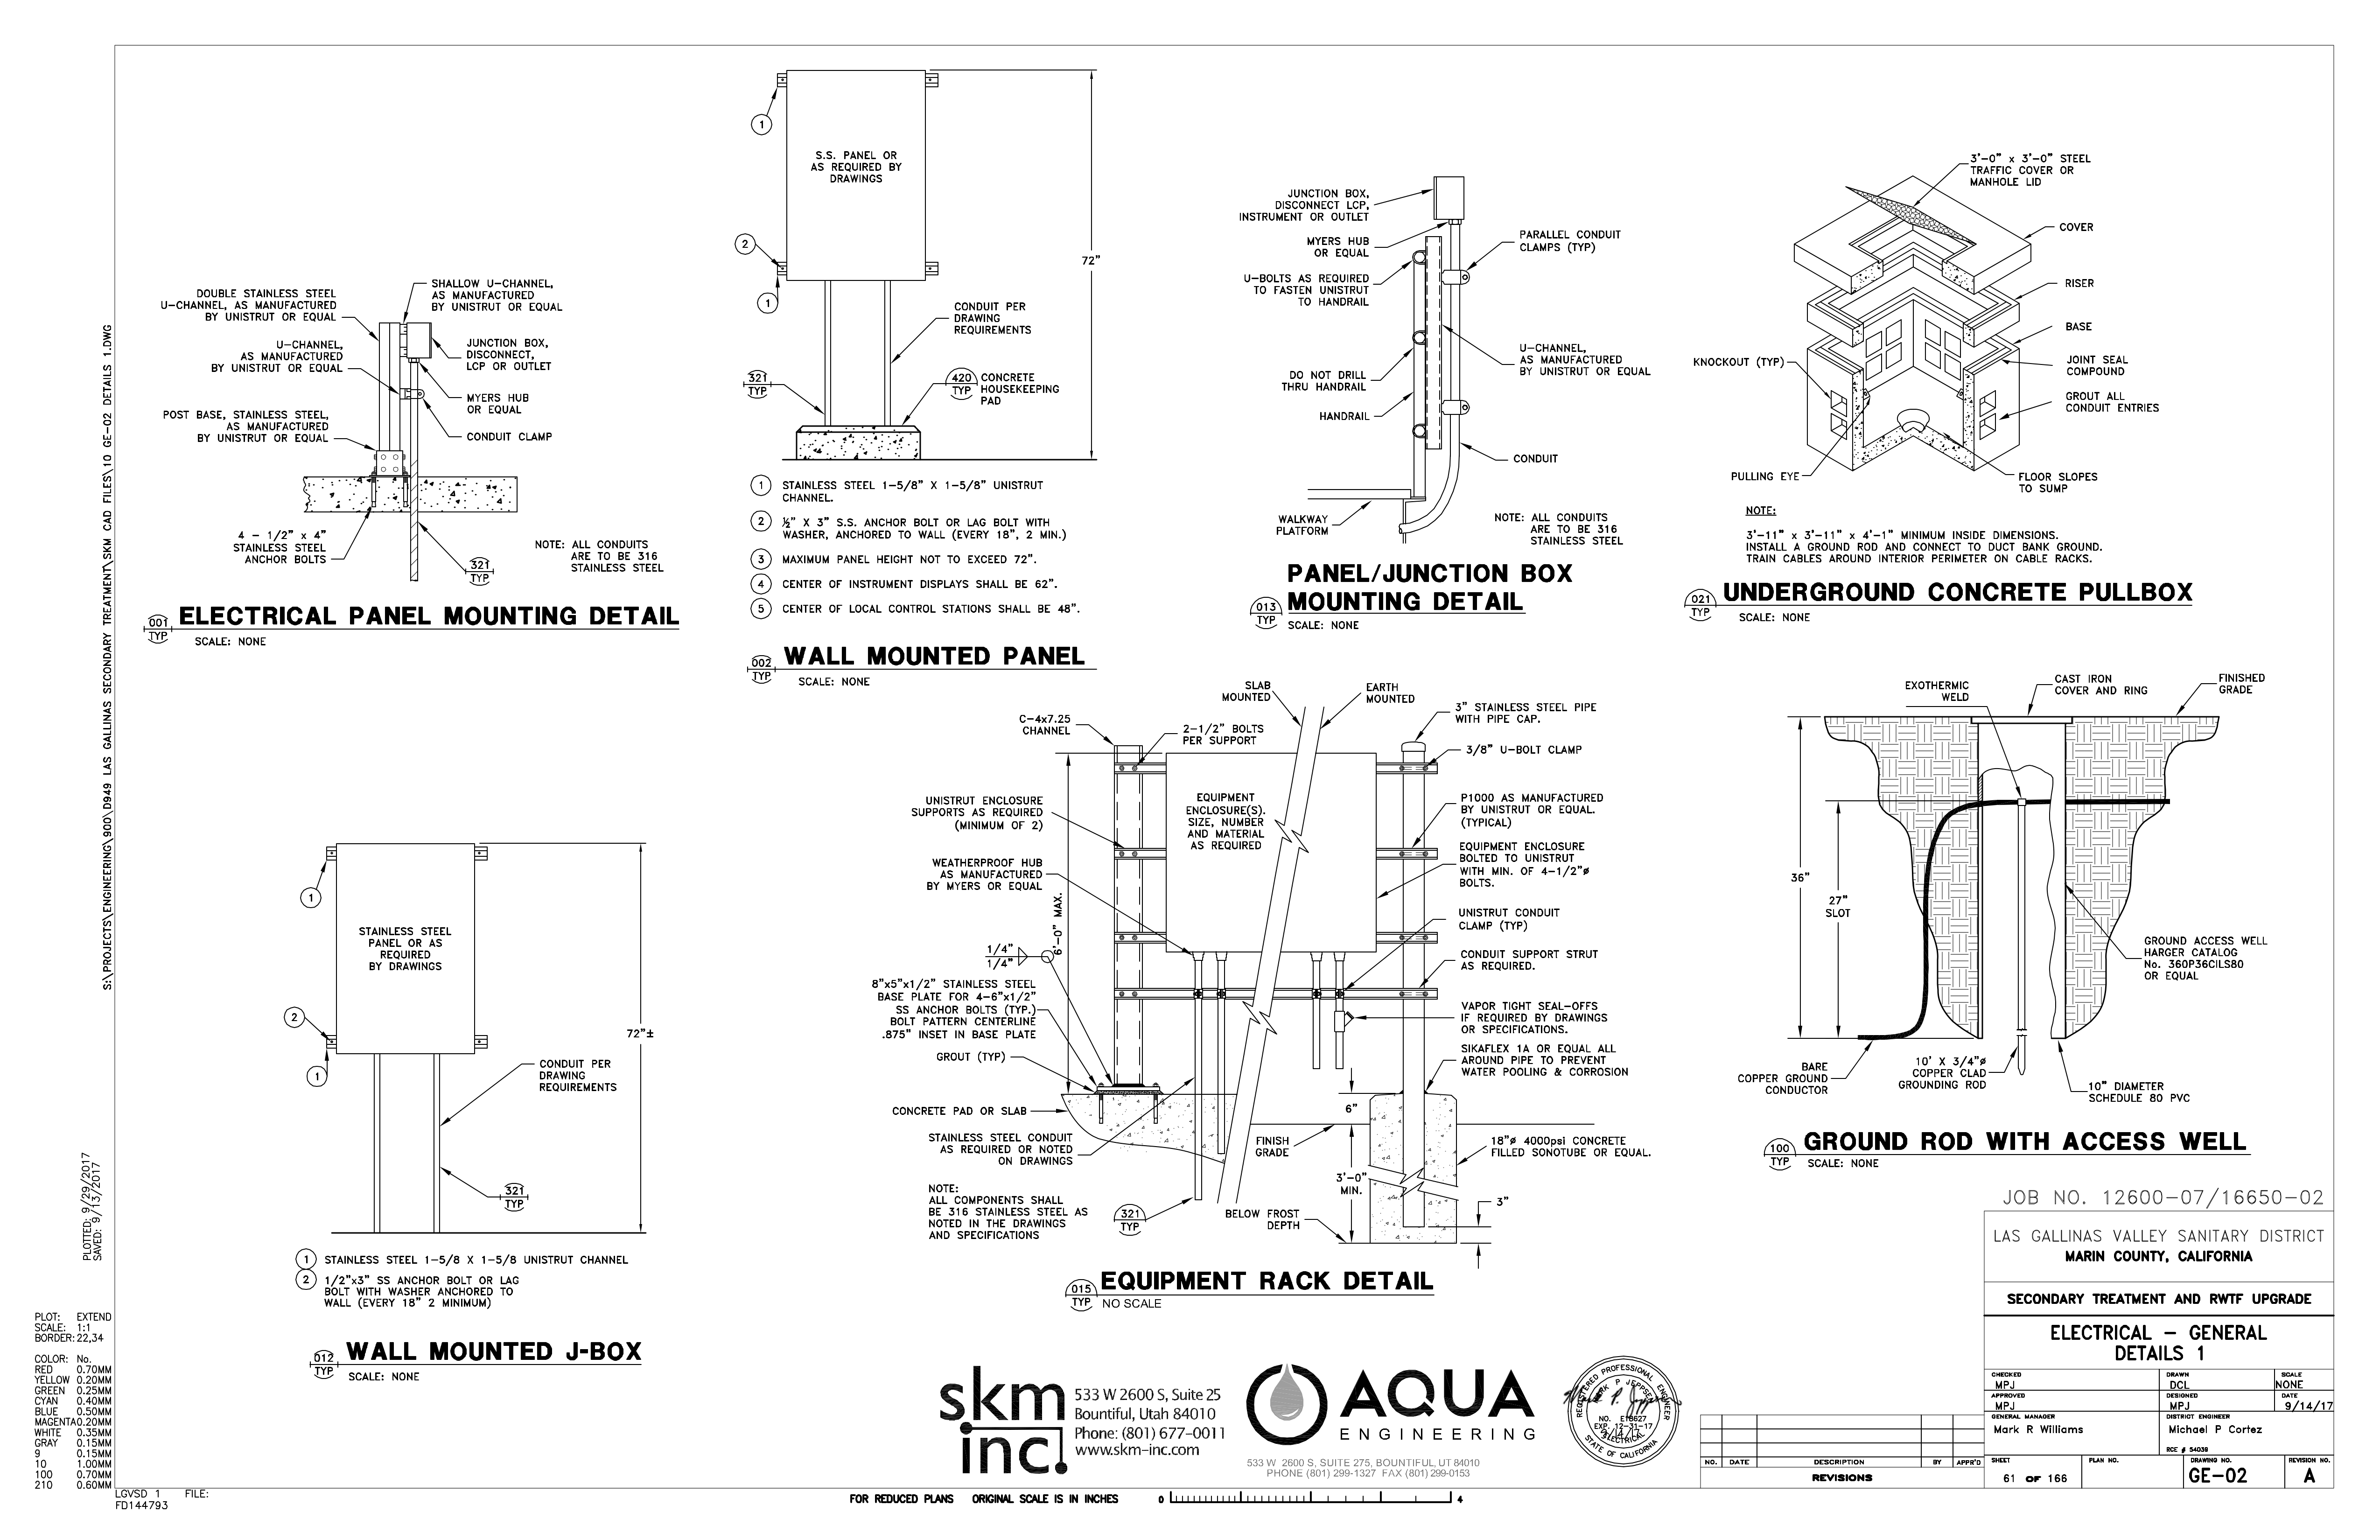 DOUBLE STAINLESS STEEL
U-CHANNEL, AS MANUFACTURED
BY UNISTRUT OR EQUAL
SHALLOW U-CHANNEL,
AS MANUFACTURED
BY UNISTRUT OR EQUAL
U-CHANNEL,
AS MANUFACTURED
BY UNISTRUT OR EQUAL
JUNCTION BOX,
DISCONNECT,
LCP OR OUTLET
MYERS HUB
OR EQUAL
POST BASE, STAINLESS STEEL,
AS MANUFACTURED
BY UNISTRUT OR EQUAL
CONDUIT CLAMP
4 - 1/2" x 4"
STAINLESS STEEL
ANCHOR BOLTS
321
TYP
NOTE: ALL CONDUITS
ARE TO BE 316
STAINLESS STEEL
001
TYP
ELECTRICAL PANEL MOUNTING DETAIL
SCALE: NONE
1
S.S. PANEL OR
AS REQUIRED BY
DRAWINGS
2
1
72"
CONDUIT PER
DRAWING
REQUIREMENTS
321
TYP
420
TYP
CONCRETE
HOUSEKEEPING
PAD
1 STAINLESS STEEL 1-5/8" X 1-5/8" UNISTRUT
CHANNEL.
2 ½" X 3" S.S. ANCHOR BOLT OR LAG BOLT WITH
WASHER, ANCHORED TO WALL (EVERY 18", 2 MIN.)
3 MAXIMUM PANEL HEIGHT NOT TO EXCEED 72".
4 CENTER OF INSTRUMENT DISPLAYS SHALL BE 62".
5 CENTER OF LOCAL CONTROL STATIONS SHALL BE 48".
002
TYP
WALL MOUNTED PANEL
SCALE: NONE
JUNCTION BOX,
DISCONNECT LCP,
INSTRUMENT OR OUTLET
MYERS HUB
OR EQUAL
U-BOLTS AS REQUIRED
TO FASTEN UNISTRUT
TO HANDRAIL
PARALLEL CONDUIT
CLAMPS (TYP)
U-CHANNEL,
AS MANUFACTURED
BY UNISTRUT OR EQUAL
DO NOT DRILL
THRU HANDRAIL
HANDRAIL
CONDUIT
WALKWAY
PLATFORM
NOTE: ALL CONDUITS
ARE TO BE 316
STAINLESS STEEL
013
TYP
PANEL/JUNCTION BOX
MOUNTING DETAIL
SCALE: NONE
3'-0" x 3'-0" STEEL
TRAFFIC COVER OR
MANHOLE LID
COVER
RISER
BASE
KNOCKOUT (TYP)
JOINT SEAL
COMPOUND
GROUT ALL
CONDUIT ENTRIES
PULLING EYE
FLOOR SLOPES
TO SUMP
NOTE:
3'-11" x 3'-11" x 4'-1" MINIMUM INSIDE DIMENSIONS.
INSTALL A GROUND ROD AND CONNECT TO DUCT BANK GROUND.
TRAIN CABLES AROUND INTERIOR PERIMETER ON CABLE RACKS.
021
TYP
UNDERGROUND CONCRETE PULLBOX
SCALE: NONE
1
STAINLESS STEEL
PANEL OR AS
REQUIRED
BY DRAWINGS
2
1
72"±
CONDUIT PER
DRAWING
REQUIREMENTS
321
TYP
1 STAINLESS STEEL 1-5/8 X 1-5/8 UNISTRUT CHANNEL
2 1/2"x3" SS ANCHOR BOLT OR LAG
BOLT WITH WASHER ANCHORED TO
WALL (EVERY 18" 2 MINIMUM)
012
TYP
WALL MOUNTED J-BOX
SCALE: NONE
SLAB
MOUNTED
EARTH
MOUNTED
C-4x7.25
CHANNEL
2-1/2" BOLTS
PER SUPPORT
3" STAINLESS STEEL PIPE
WITH PIPE CAP.
3/8" U-BOLT CLAMP
UNISTRUT ENCLOSURE
SUPPORTS AS REQUIRED
(MINIMUM OF 2)
EQUIPMENT
ENCLOSURE(S).
SIZE, NUMBER
AND MATERIAL
AS REQUIRED
P1000 AS MANUFACTURED
BY UNISTRUT OR EQUAL.
(TYPICAL)
EQUIPMENT ENCLOSURE
BOLTED TO UNISTRUT
WITH MIN. OF 4-1/2"ø
BOLTS.
WEATHERPROOF HUB
AS MANUFACTURED
BY MYERS OR EQUAL
6'-0" MAX.
UNISTRUT CONDUIT
CLAMP (TYP)
1/4"
1/4"
CONDUIT SUPPORT STRUT
AS REQUIRED.
8"x5"x1/2" STAINLESS STEEL
BASE PLATE FOR 4-6"x1/2"
SS ANCHOR BOLTS (TYP.)
BOLT PATTERN CENTERLINE
.875" INSET IN BASE PLATE
VAPOR TIGHT SEAL-OFFS
IF REQUIRED BY DRAWINGS
OR SPECIFICATIONS.
GROUT (TYP)
SIKAFLEX 1A OR EQUAL ALL
AROUND PIPE TO PREVENT
WATER POOLING & CORROSION
CONCRETE PAD OR SLAB
6"
STAINLESS STEEL CONDUIT
AS REQUIRED OR NOTED
ON DRAWINGS
FINISH
GRADE
18"ø 4000psi CONCRETE
FILLED SONOTUBE OR EQUAL.
3'-0"
MIN.
3"
NOTE:
ALL COMPONENTS SHALL
BE 316 STAINLESS STEEL AS
NOTED IN THE DRAWINGS
AND SPECIFICATIONS
321
TYP
BELOW FROST
DEPTH
015
TYP
EQUIPMENT RACK DETAIL
NO SCALE
EXOTHERMIC
WELD
CAST IRON
COVER AND RING
FINISHED
GRADE
36"
27"
SLOT
GROUND ACCESS WELL
HARGER CATALOG
No. 360P36CILS80
OR EQUAL
BARE
COPPER GROUND
CONDUCTOR
10' X 3/4"ø
COPPER CLAD
GROUNDING ROD
10" DIAMETER
SCHEDULE 80 PVC
100
TYP
GROUND ROD WITH ACCESS WELL
SCALE: NONE
JOB NO. 12600-07/16650-02
LAS GALLINAS VALLEY SANITARY DISTRICT
MARIN COUNTY, CALIFORNIA
SECONDARY TREATMENT AND RWTF UPGRADE
ELECTRICAL - GENERAL
DETAILS 1
CHECKED
MPJ
DRAWN
DCL
SCALE
NONE
APPROVED
MPJ
DESIGNED
MPJ
DATE
9/14/17
GENERAL MANAGER
Mark R Williams
DISTRICT ENGINEER
Michael P Cortez
RCE # 54039
SHEET
61 OF 166
PLAN NO.
DRAWING NO.
GE-02
REVISION NO.
A
NO. DATE DESCRIPTION BY APPR'D
REVISIONS
skm
inc.
533 W 2600 S, Suite 25
Bountiful, Utah 84010
Phone: (801) 677-0011
www.skm-inc.com
AQUA
ENGINEERING
533 W 2600 S, SUITE 275, BOUNTIFUL, UT 84010
PHONE (801) 299-1327 FAX (801) 299-0153
REGISTERED PROFESSIONAL ENGINEER
MARK P JEPPSEN
NO. E18627
EXP. 12-31-17
9/14/17
ELECTRICAL
STATE OF CALIFORNIA
FOR REDUCED PLANS ORIGINAL SCALE IS IN INCHES 0 4
S:\PROJECTS\ENGINEERING\900\D949 LAS GALLINAS SECONDARY TREATMENT\SKM CAD FILES\10 GE-02 DETAILS 1.DWG
PLOTTED: 9/29/2017
SAVED: 9/13/2017
PLOT: EXTEND
SCALE: 1:1
BORDER: 22,34
COLOR: No.
RED 0.70MM
YELLOW 0.20MM
GREEN 0.25MM
CYAN 0.40MM
BLUE 0.50MM
MAGENTA 0.20MM
WHITE 0.35MM
GRAY 0.15MM
9 0.15MM
10 1.00MM
100 0.70MM
210 0.60MM
LGVSD 1 FILE:
FD144793